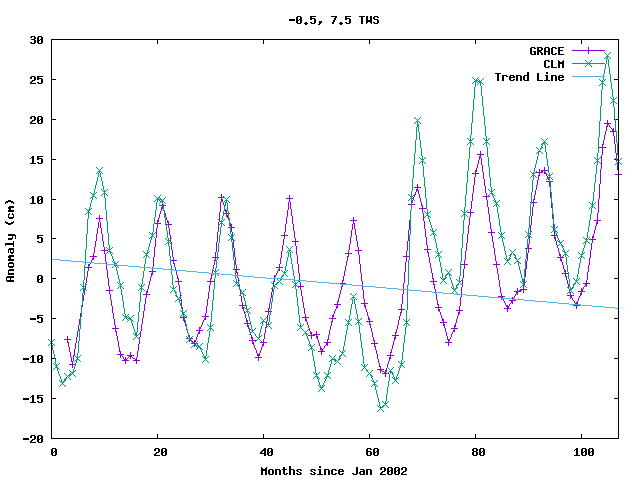 -0.5, 7.5 TWS
GRACE
CLM
Trend Line
30
25
20
15
10
5
0
-5
-10
-15
-20
Anomaly (cm)
0 20 40 60 80 100
Months since Jan 2002